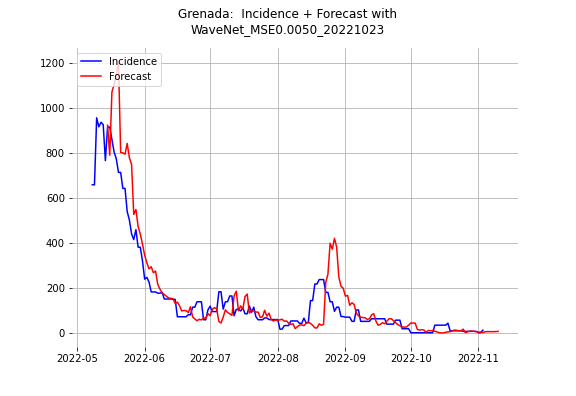 Grenada:  Incidence + Forecast with
WaveNet_MSE0.0050_20221023
Incidence
Forecast
1200
1000
800
600
400
200
0
2022-05 2022-06 2022-07 2022-08 2022-09 2022-10 2022-11